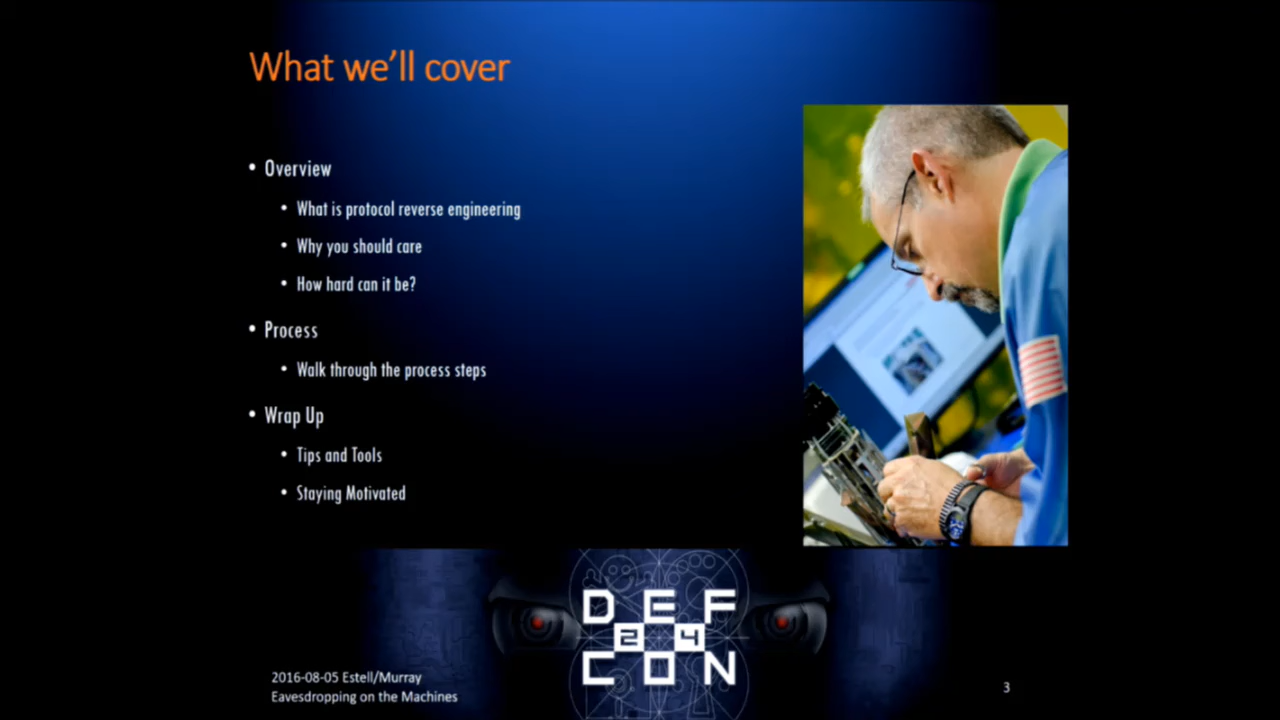 What we'll cover
• Overview
• What is protocol reverse engineering
• Why you should care
• How hard can it be?
• Process
• Walk through the process steps
• Wrap Up
• Tips and Tools
• Staying Motivated
DEF
24
CON
2016-08-05 Estell/Murray
Eavesdropping on the Machines
3